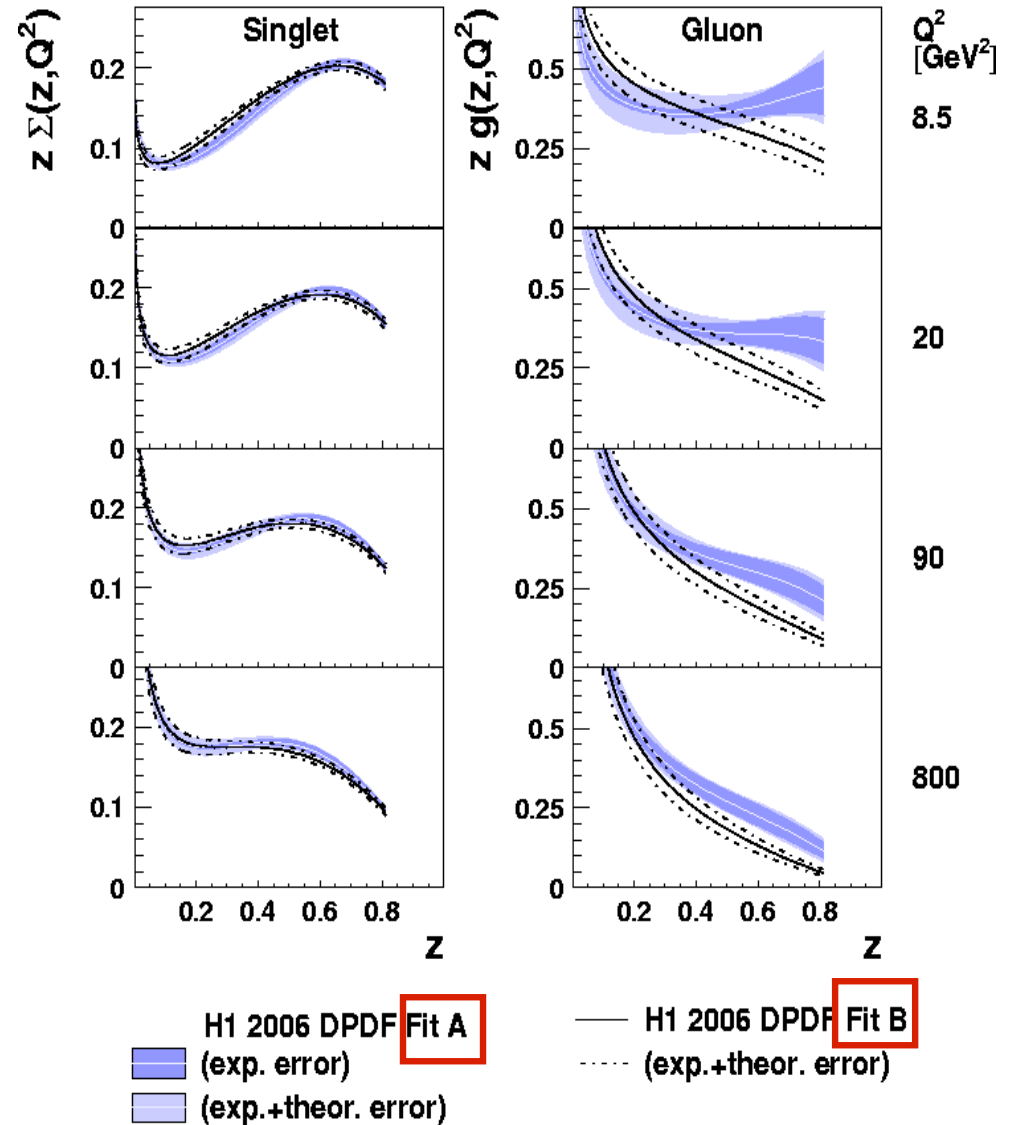 z Σ(z,Q²)
Singlet
0.2
0.1
0
0.2
0.1
0
0.2
0.1
0
0.2
0.1
0
0.2 0.4 0.6 0.8
z
z g(z,Q²)
Gluon
0.5
0.25
0
0.5
0.25
0
0.5
0.25
0
0.5
0.25
0
0.2 0.4 0.6 0.8
z
Q²
[GeV²]
8.5
20
90
800
H1 2006 DPDF Fit A
(exp. error)
(exp.+theor. error)
H1 2006 DPDF Fit B
(exp.+theor. error)